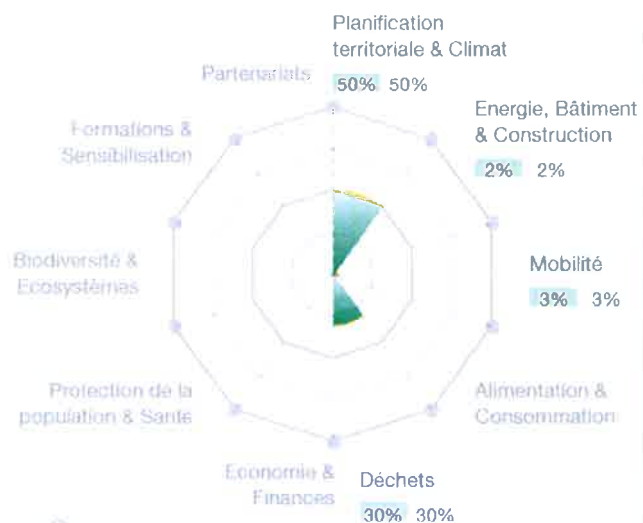 Planification
territoriale & Climat
50% 50%
Partenariats
Energie, Bâtiment
& Construction
2% 2%
Formations &
Sensibilisation
Mobilité
3% 3%
Biodiversité &
Ecosystèmes
Alimentation &
Consommation
Protection de la
population & Santé
Economie &
Finances
Déchets
30% 30%